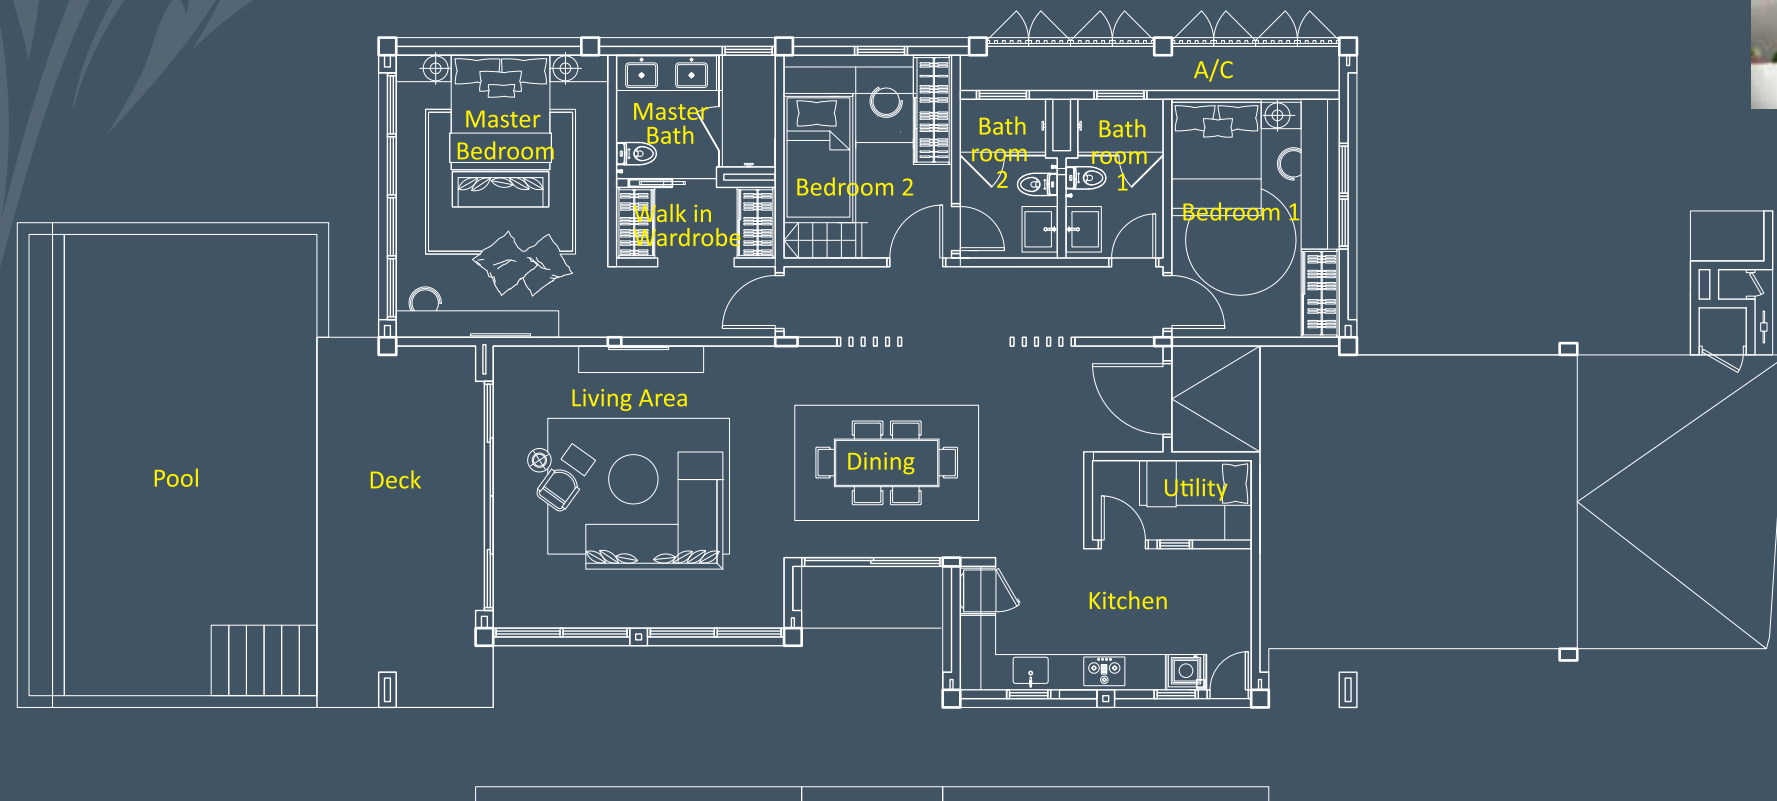 A/C
Master
Bedroom
Master
Bath
Walk in
Wardrobe
Bedroom 2
Bath
room
2
Bath
room
1
Bedroom 1
Living Area
Dining
Utility
Pool
Deck
Kitchen